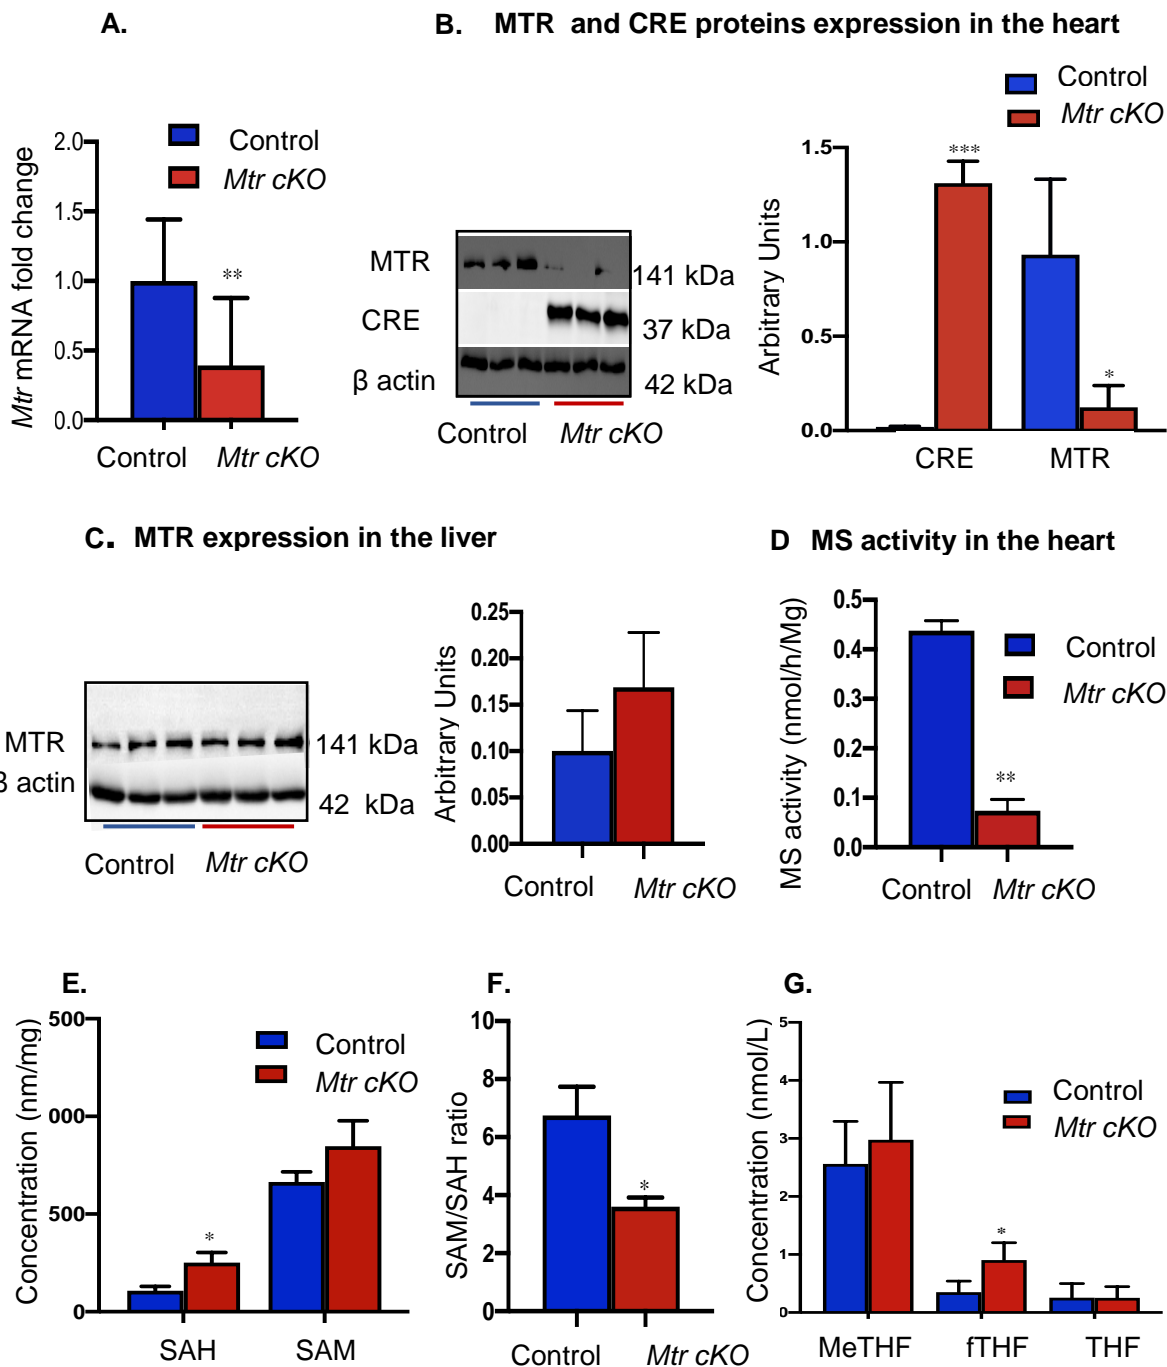 A.
B. MTR and CRE proteins expression in the heart
Control
Mtr cKO
Mtr mRNA fold change
2.0
1.5
1.0
0.5
0.0
**
Control Mtr cKO
MTR
CRE
β actin
141 kDa
37 kDa
42 kDa
Control Mtr cKO
Control
Mtr cKO
Arbitrary Units
1.5
1.0
0.5
0.0
***
*
CRE MTR
C. MTR expression in the liver
MTR
β actin
141 kDa
42 kDa
Control Mtr cKO
Arbitrary Units
0.25
0.20
0.15
0.10
0.05
0.00
Control Mtr cKO
D MS activity in the heart
MS activity (nmol/h/Mg)
0.5
0.4
0.3
0.2
0.1
0.0
**
Control
Mtr cKO
Control Mtr cKO
E.
Concentration (nm/mg)
500
000
500
0
*
Control
Mtr cKO
SAH SAM
F.
SAM/SAH ratio
10
8
6
4
2
0
*
Control Mtr cKO
G.
Concentration (nmol/L)
5
4
3
2
1
0
*
Control
Mtr cKO
MeTHF fTHF THF